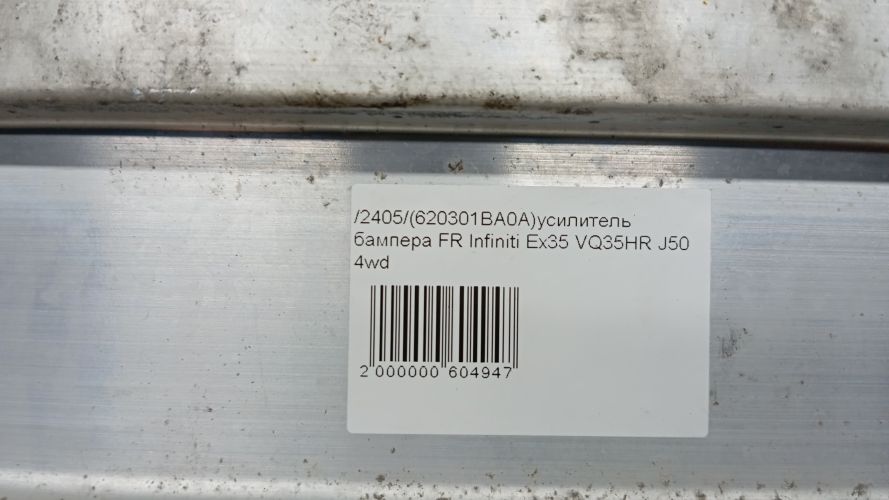 /2405/(620301BA0A)усилитель
бампера FR Infiniti Ex35 VQ35HR J50
4wd
2 000000 604947